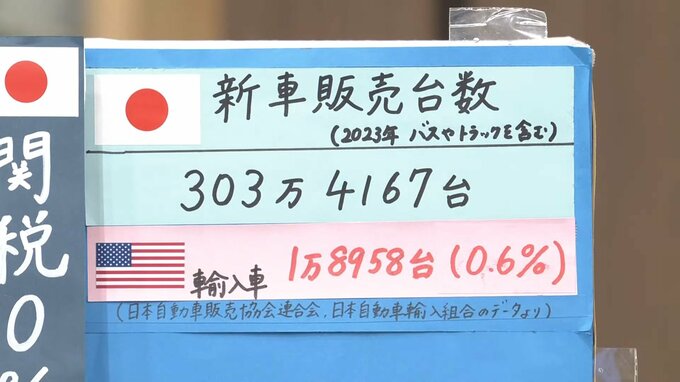 関税0%
新車販売台数
(2023年 バスやトラックを含む)
303万4167台
輸入車 1万8958台(0.6%)
(日本自動車販売協会連合会、日本自動車輸入組合のデータより)